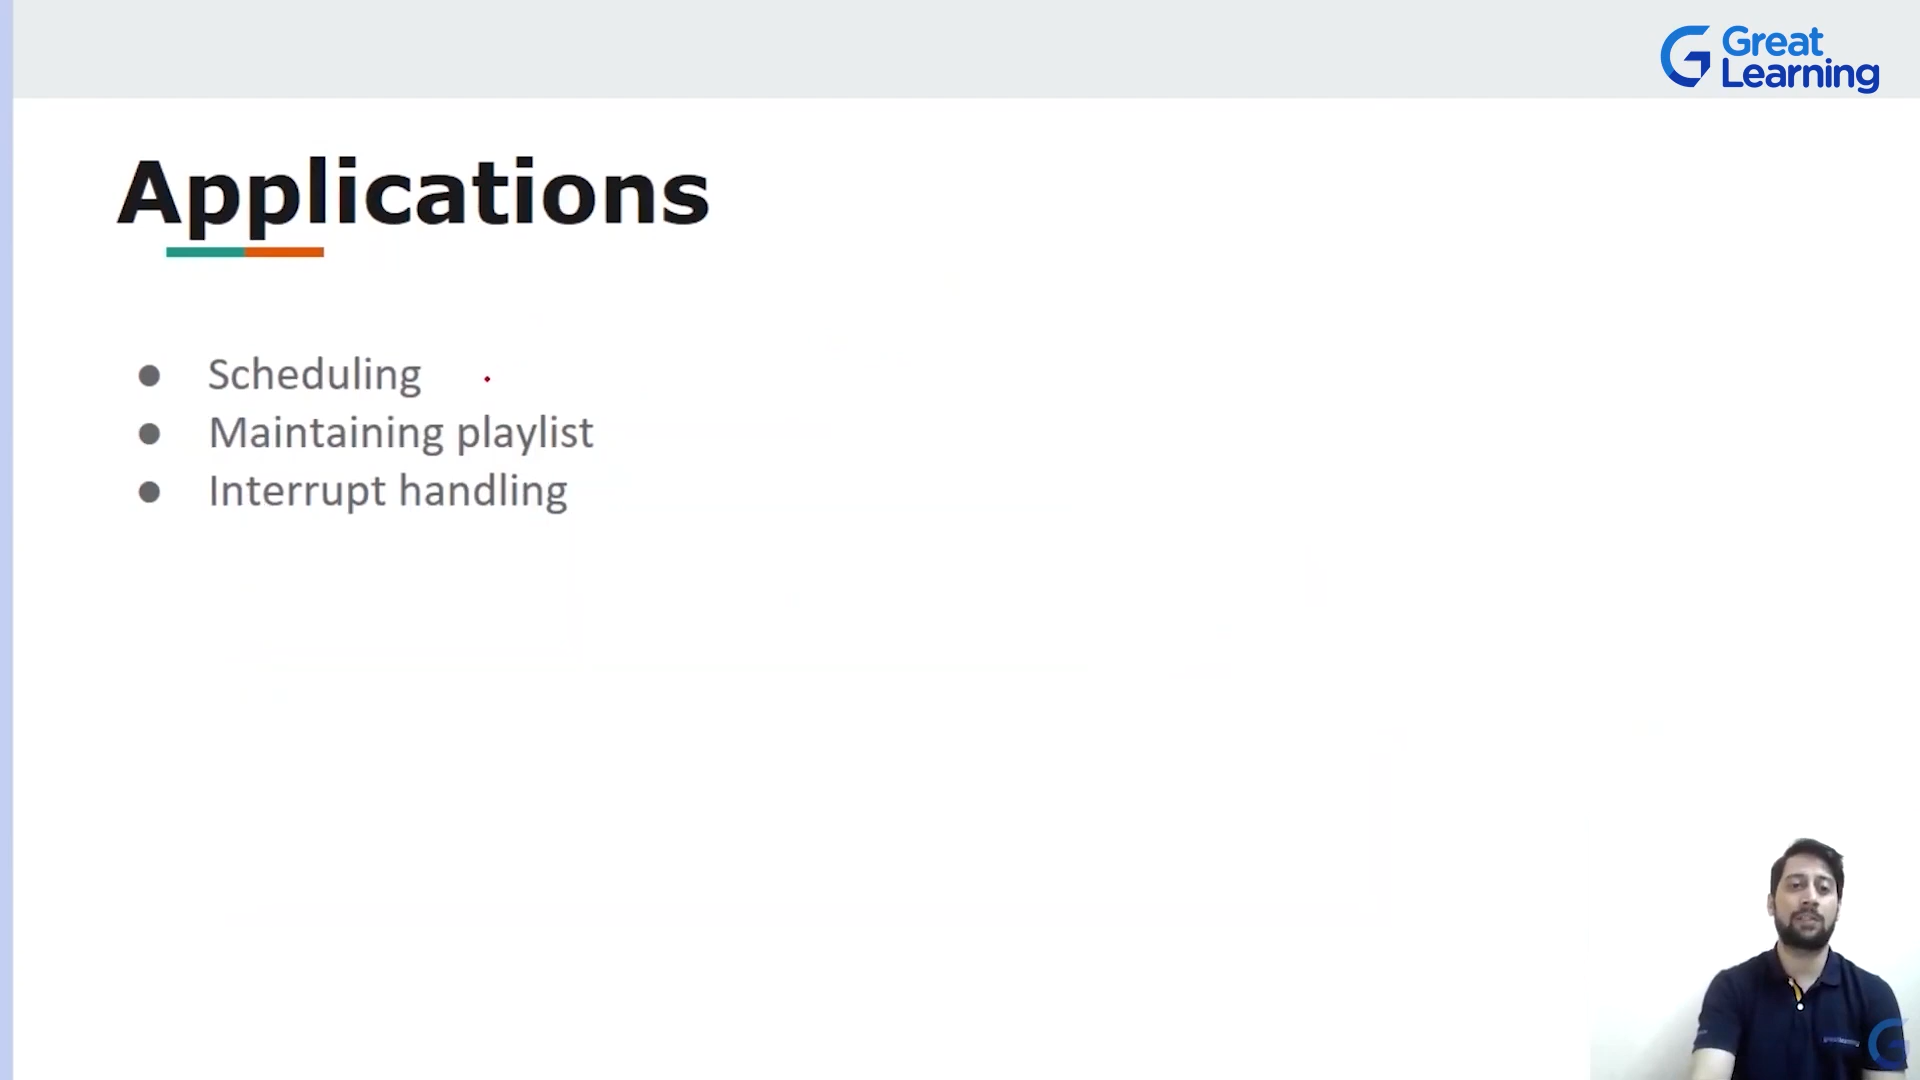 Great
Learning
Applications
● Scheduling
● Maintaining playlist
● Interrupt handling